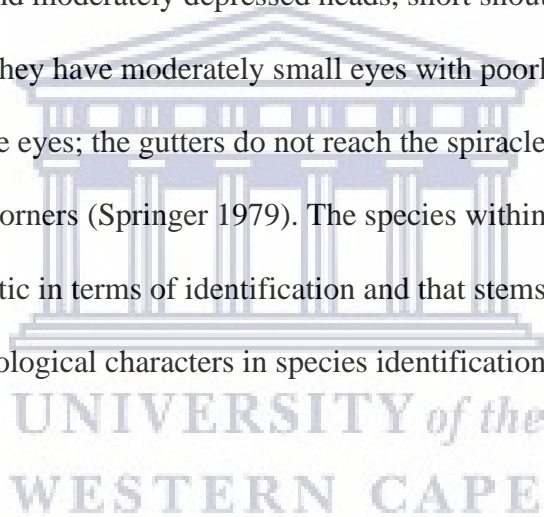 nd moderately depressed heads, short snout
hey have moderately small eyes with poorl
e eyes; the gutters do not reach the spiracle
orners (Springer 1979). The species within
tic in terms of identification and that stems
ological characters in species identification
UNIVERSITY of the
WESTERN CAPE